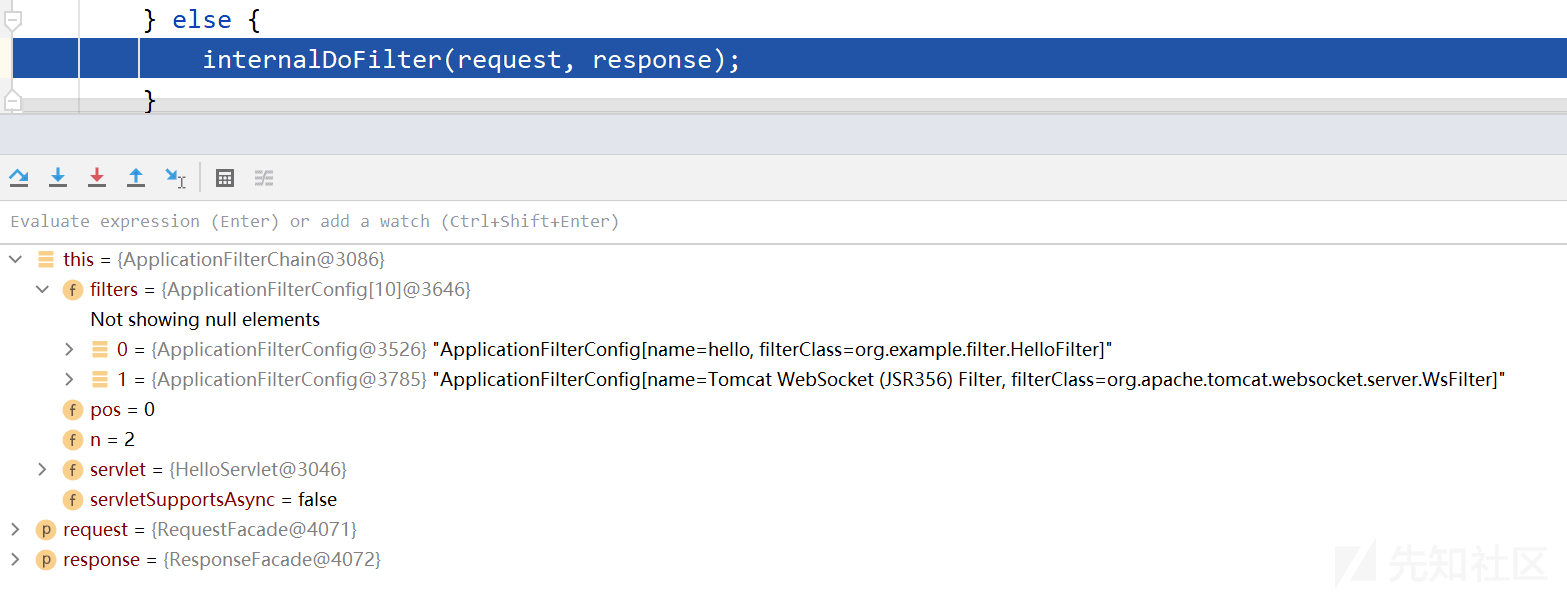 } else {
internalDoFilter(request, response);
}
Evaluate expression (Enter) or add a watch (Ctrl+Shift+Enter)
this = {ApplicationFilterChain@3086}
filters = {ApplicationFilterConfig[10]@3646}
Not showing null elements
0 = {ApplicationFilterConfig@3526} "ApplicationFilterConfig[name=hello, filterClass=org.example.filter.HelloFilter]"
1 = {ApplicationFilterConfig@3785} "ApplicationFilterConfig[name=Tomcat WebSocket (JSR356) Filter, filterClass=org.apache.tomcat.websocket.server.WsFilter]"
f pos = 0
f n = 2
f servlet = {HelloServlet@3046}
f servletSupportsAsync = false
p request = {RequestFacade@4071}
p response = {ResponseFacade@4072}
先知社区